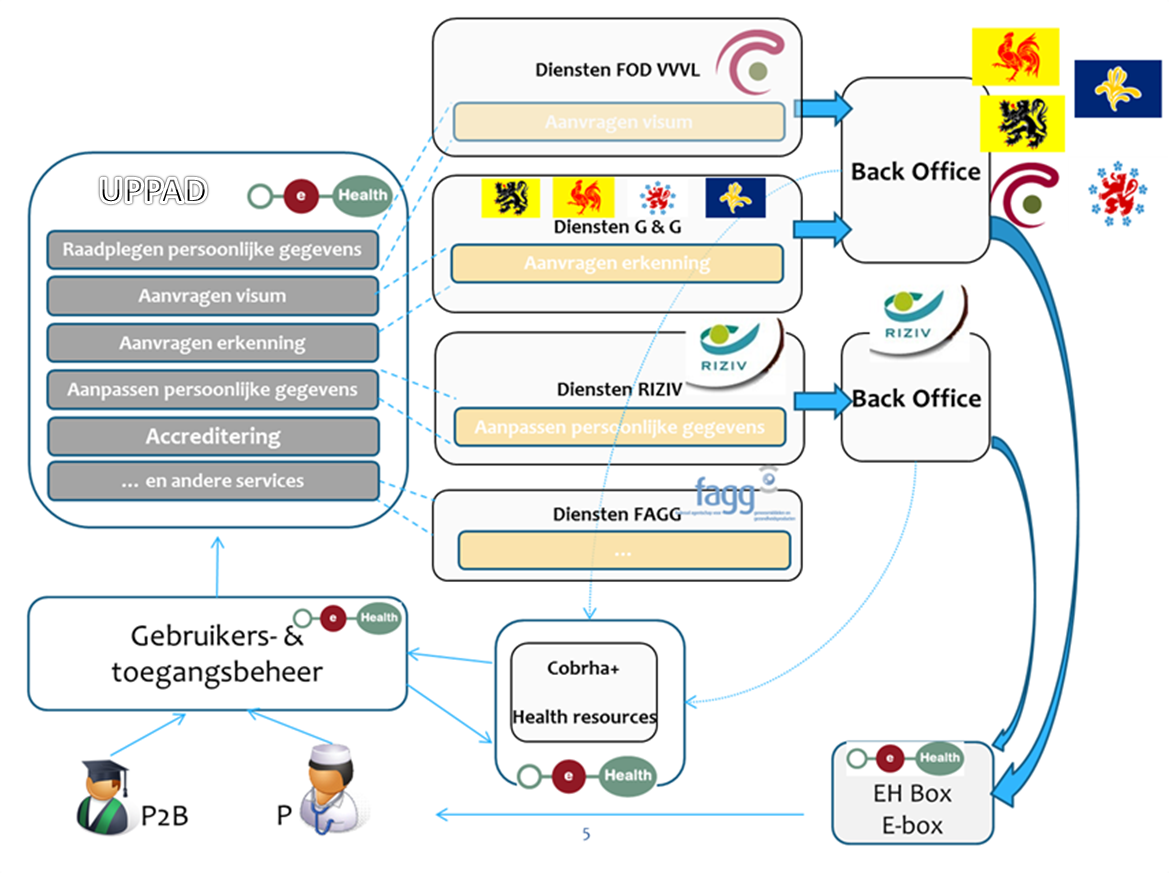 Diensten FOD VVVL
Aanvragen visum
Back Office
UPPAD
e Health
Raadplegen persoonlijke gegevens
Aanvragen visum
Aanvragen erkenning
Aanpassen persoonlijke gegevens
Accreditering
... en andere services
Diensten G & G
Aanvragen erkenning
RIZIV
Diensten RIZIV
Aanpassen persoonlijke gegevens
RIZIV
Back Office
fagg
Diensten FAGG
...
e Health
Gebruikers- &
toegangsbeheer
Cobrha+
Health resources
e Health
P2B
P
e Health
EH Box
E-box
5